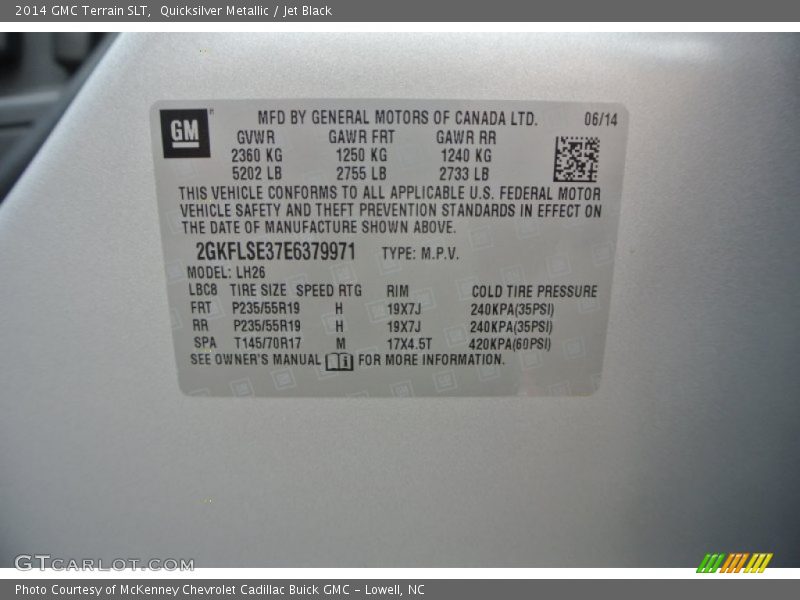 2014 GMC Terrain SLT, Quicksilver Metallic / Jet Black
GM
MFD BY GENERAL MOTORS OF CANADA LTD. 06/14
GVWR GAWR FRT GAWR RR
2360 KG 1250 KG 1240 KG
5202 LB 2755 LB 2733 LB
THIS VEHICLE CONFORMS TO ALL APPLICABLE U.S. FEDERAL MOTOR
VEHICLE SAFETY AND THEFT PREVENTION STANDARDS IN EFFECT ON
THE DATE OF MANUFACTURE SHOWN ABOVE.
2GKFLSE37E6379971 TYPE: M.P.V.
MODEL: LH26
LBC8 TIRE SIZE SPEED RTG RIM COLD TIRE PRESSURE
FRT P235/55R19 H 19X7J 240KPA(35PSI)
RR P235/55R19 H 19X7J 240KPA(35PSI)
SPA T145/70R17 M 17X4.5T 420KPA(60PSI)
SEE OWNER'S MANUAL FOR MORE INFORMATION.
GTCARLOT.COM
Photo Courtesy of McKenney Chevrolet Cadillac Buick GMC - Lowell, NC